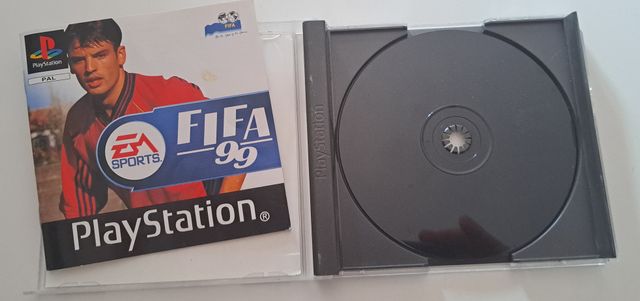 PlayStation
PAL
FIFA
EA
SPORTS
FIFA
99
PlayStation®
PlayStation